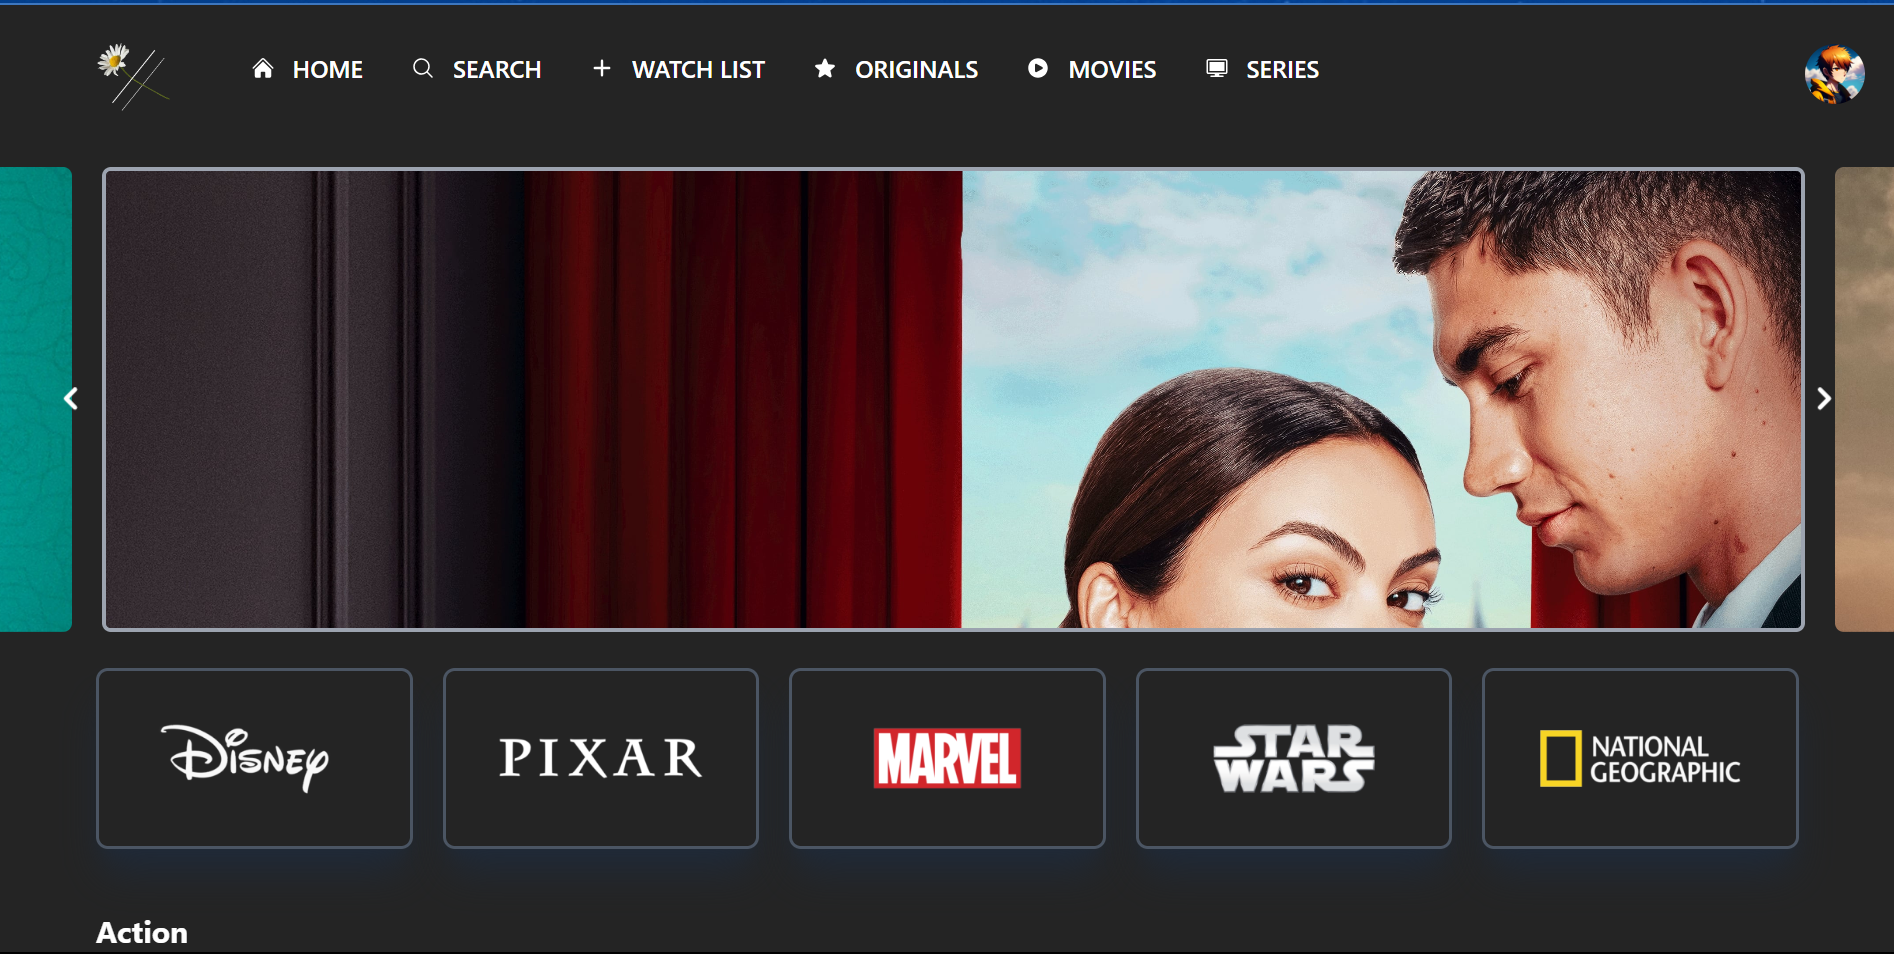 HOME SEARCH WATCH LIST ORIGINALS MOVIES SERIES
DISNEY
PIXAR
MARVEL
STAR WARS
NATIONAL GEOGRAPHIC
Action